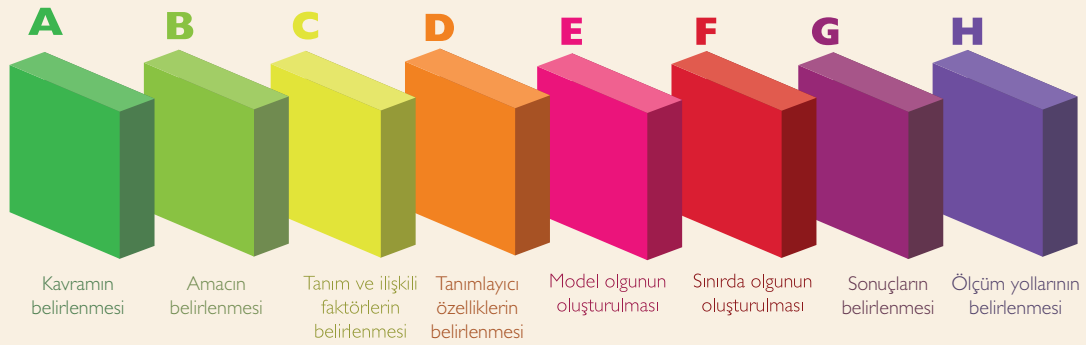 A
B
C
D
E
F
G
H
Kavramın
belirlenmesi
Amacın
belirlenmesi
Tanım ve ilişkili
faktörlerin
belirlenmesi
Tanımlayıcı
özelliklerin
belirlenmesi
Model olgunun
oluşturulması
Sınırda olgunun
oluşturulması
Sonuçların
belirlenmesi
Ölçüm yollarının
belirlenmesi